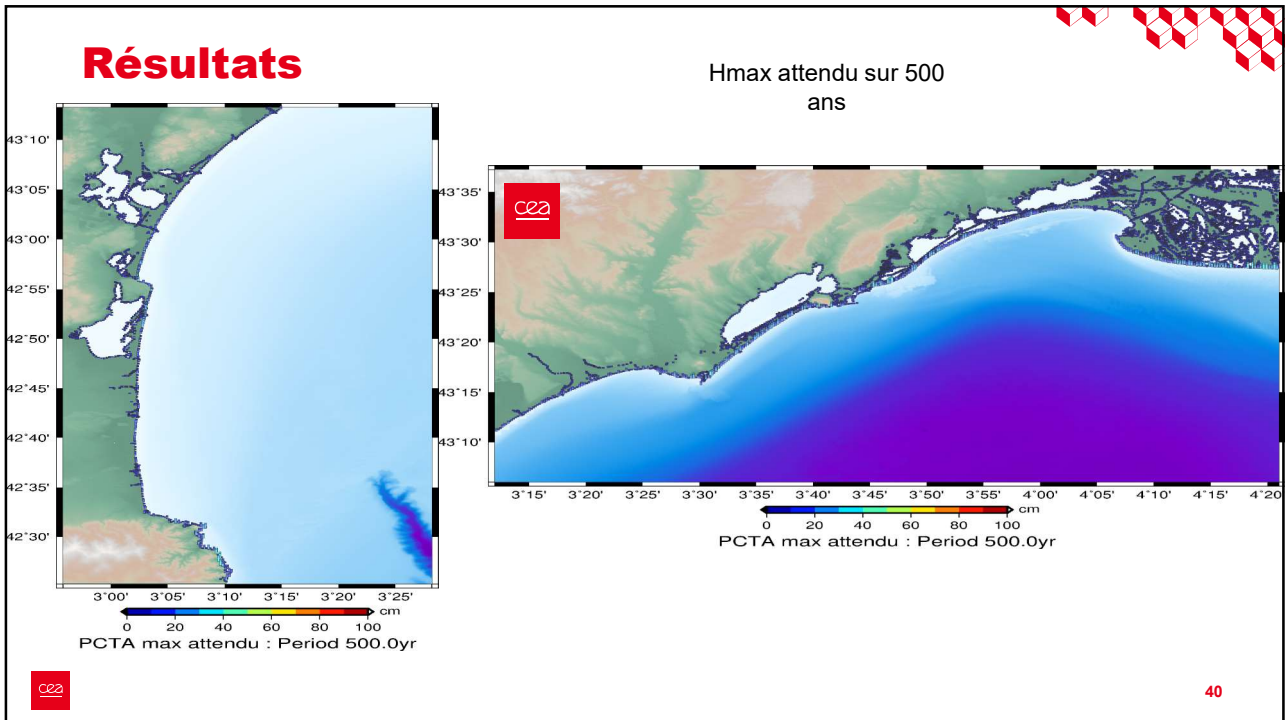 Résultats
Hmax attendu sur 500
ans
43°10'
43°05'
43°00'
42°55'
42°50'
42°45'
42°40'
42°35'
42°30'
3°00' 3°05' 3°10' 3°15' 3°20' 3°25'
cm
0 20 40 60 80 100
PCTA max attendu : Period 500.0yr
cea
43°35'
43°30'
43°25'
43°20'
43°15'
43°10'
3°15' 3°20' 3°25' 3°30' 3°35' 3°40' 3°45' 3°50' 3°55' 4°00' 4°05' 4°10' 4°15' 4°20'
cm
0 20 40 60 80 100
PCTA max attendu : Period 500.0yr
cea
40